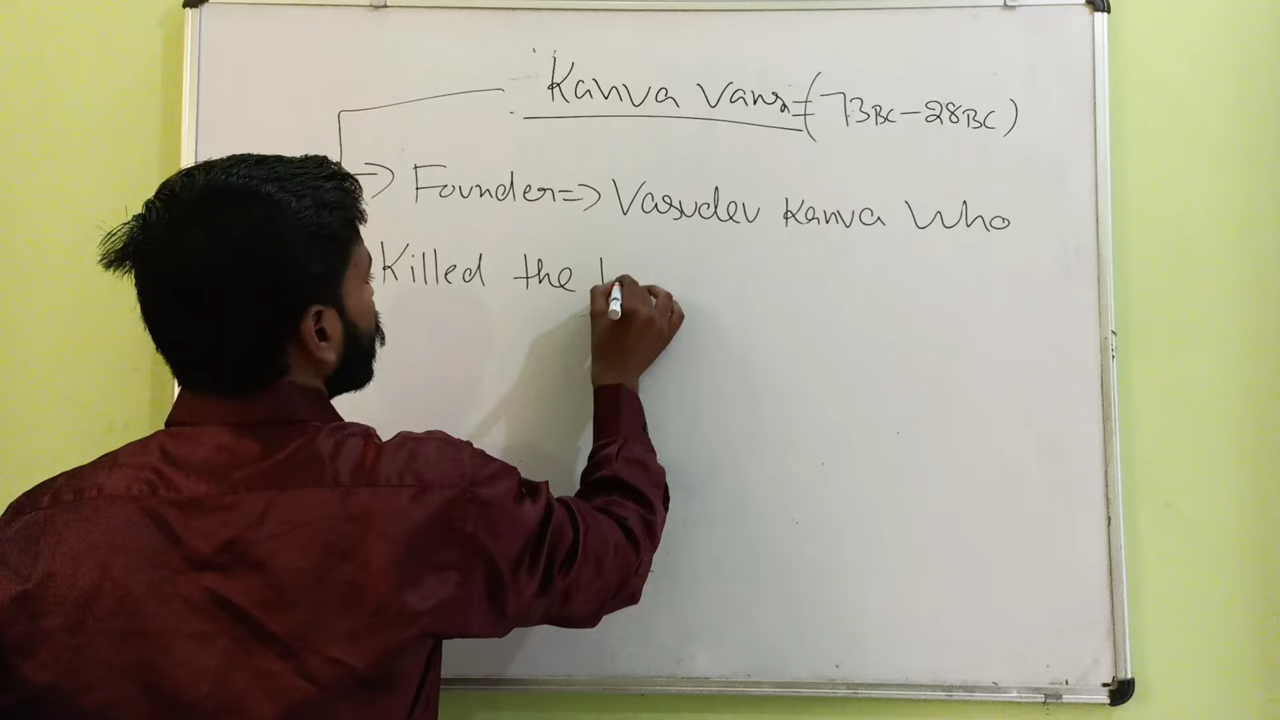 Kanva Vans (73BC-28BC)
=> Founder=> Vasudev Kanva Who
Killed the